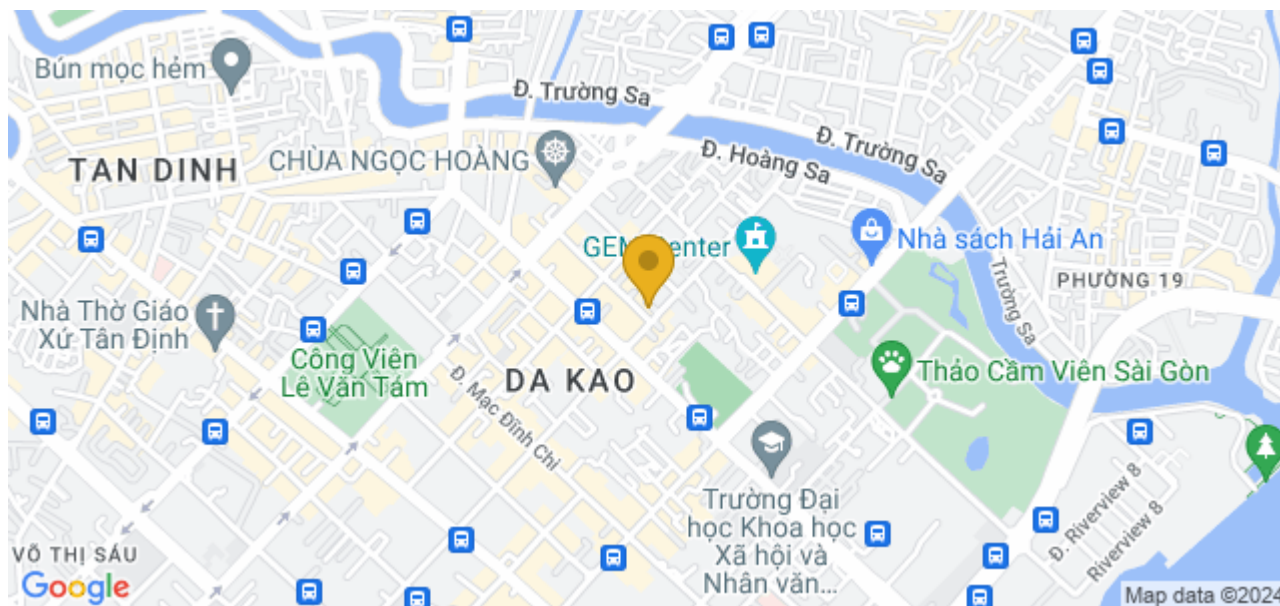 Bún mọc hẻm
Đ. Trường Sa
Đ. Trường Sa
TAN DINH
CHÙA NGỌC HOÀNG
Đ. Hoàng Sa
GEM Center
Nhà sách Hải An
Trường Sa
PHƯỜNG 19
Nhà Thờ Giáo
Xứ Tân Định
Công Viên
Lê Văn Tám
DA KAO
Thảo Cầm Viên Sài Gòn
Đ. Mạc Đĩnh Chi
Trường Đại
học Khoa học
Xã hội và
Nhân văn...
Đ. Riverview 8
Riverview 8
VÕ THỊ SÁU
Google
Map data ©2024